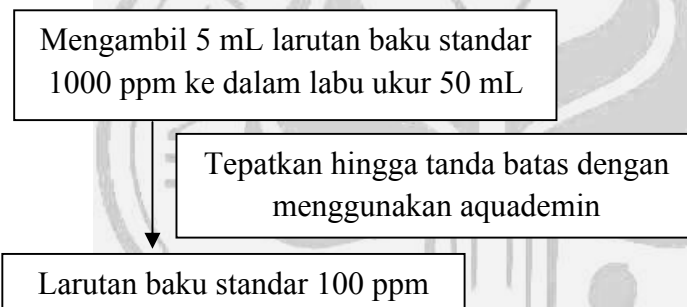 Mengambil 5 mL larutan baku standar
1000 ppm ke dalam labu ukur 50 mL
Tepatkan hingga tanda batas dengan
menggunakan aquademin
Larutan baku standar 100 ppm